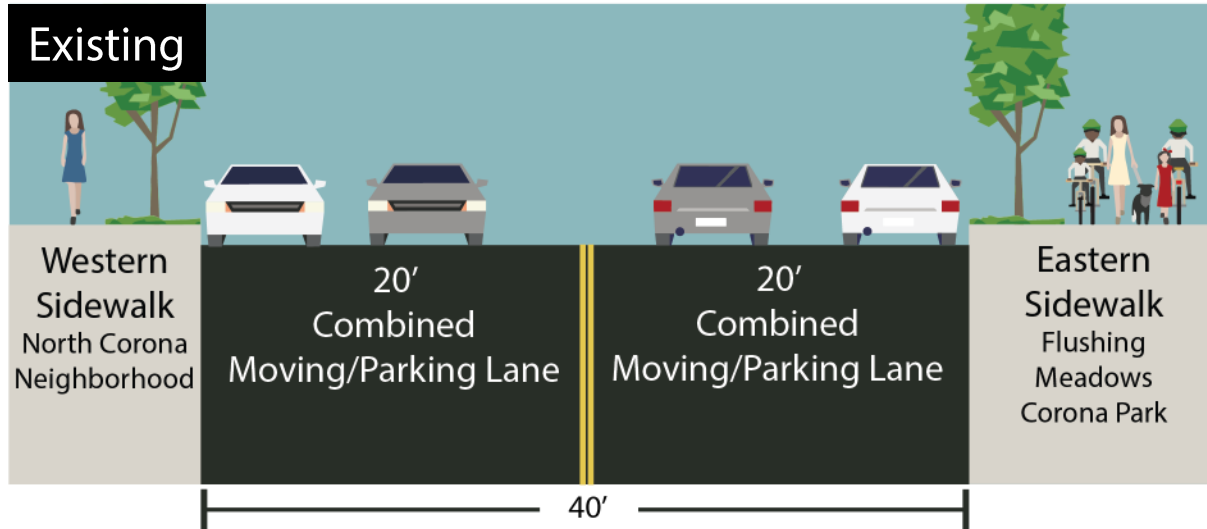 Existing
Western
Sidewalk
North Corona
Neighborhood
20′
Combined
Moving/Parking Lane
20′
Combined
Moving/Parking Lane
Eastern
Sidewalk
Flushing
Meadows
Corona Park
40′